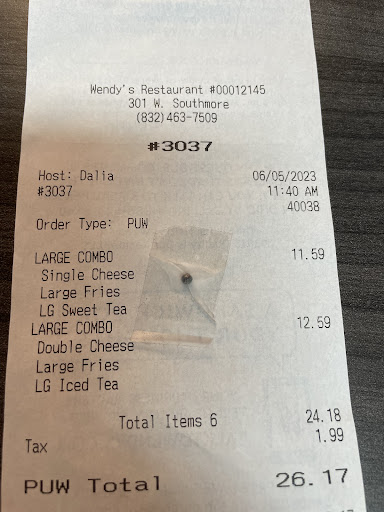 Wendy's Restaurant #00012145
301 W. Southmore
(832)463-7509
#3037
Host: Dalia 06/05/2023
#3037 11:40 AM
40038
Order Type: PUW
LARGE COMBO 11.59
Single Cheese
Large Fries
LG Sweet Tea
LARGE COMBO 12.59
Double Cheese
Large Fries
LG Iced Tea
Total Items 6 24.18
Tax 1.99
PUW Total 26.17